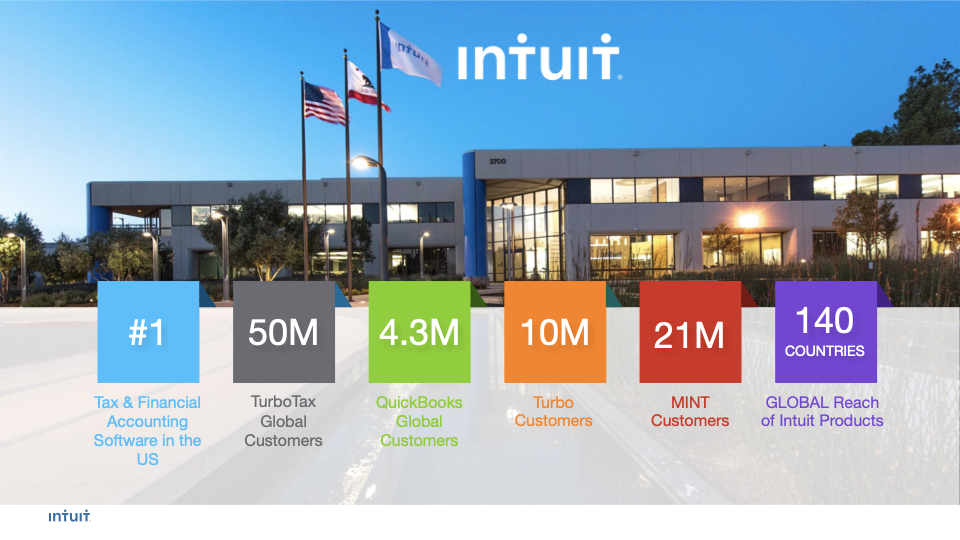 intuit
intuit
2700
#1
Tax & Financial
Accounting
Software in the
US
50M
TurboTax
Global
Customers
4.3M
QuickBooks
Global
Customers
10M
Turbo
Customers
21M
MINT
Customers
140
COUNTRIES
GLOBAL Reach
of Intuit Products
intuit